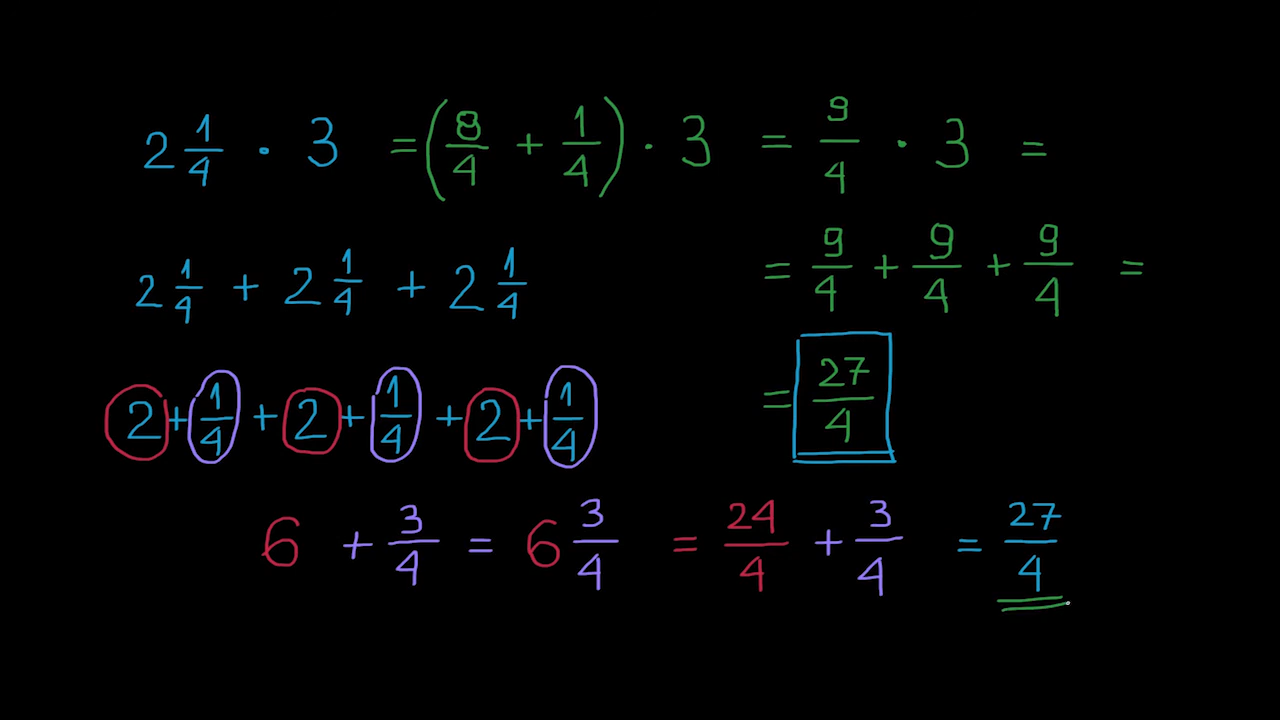 2 1/4 · 3 = (8/4 + 1/4) · 3 = 9/4 · 3 =
2 1/4 + 2 1/4 + 2 1/4
= 9/4 + 9/4 + 9/4 =
2 + 1/4 + 2 + 1/4 + 2 + 1/4
= 27/4
6 + 3/4 = 6 3/4 = 24/4 + 3/4 = 27/4